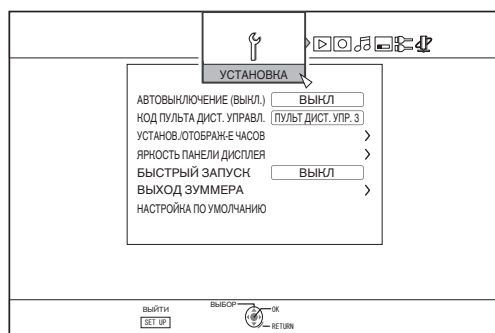 УСТАНОВКА
АВТОВЫКЛЮЧЕНИЕ (ВЫКЛ.) ВЫКЛ
КОД ПУЛЬТА ДИСТ. УПРАВЛ. ПУЛЬТ ДИСТ. УПР. 3
УСТАНОВ./ОТОБРАЖ-Е ЧАСОВ
ЯРКОСТЬ ПАНЕЛИ ДИСПЛЕЯ
БЫСТРЫЙ ЗАПУСК ВЫКЛ
ВЫХОД ЗУММЕРА
НАСТРОЙКА ПО УМОЛЧАНИЮ
ВЫЙТИ ВЫБОР OK
SET UP RETURN